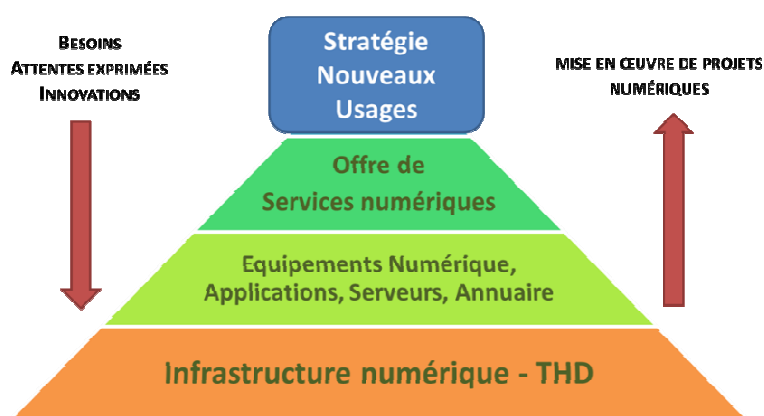 BESOINS
ATTENTES EXPRIMÉES
INNOVATIONS
Stratégie
Nouveaux
Usages
MISE EN ŒUVRE DE PROJETS
NUMÉRIQUES
Offre de
Services numériques
Equipements Numérique,
Applications, Serveurs, Annuaire
Infrastructure numérique - THD